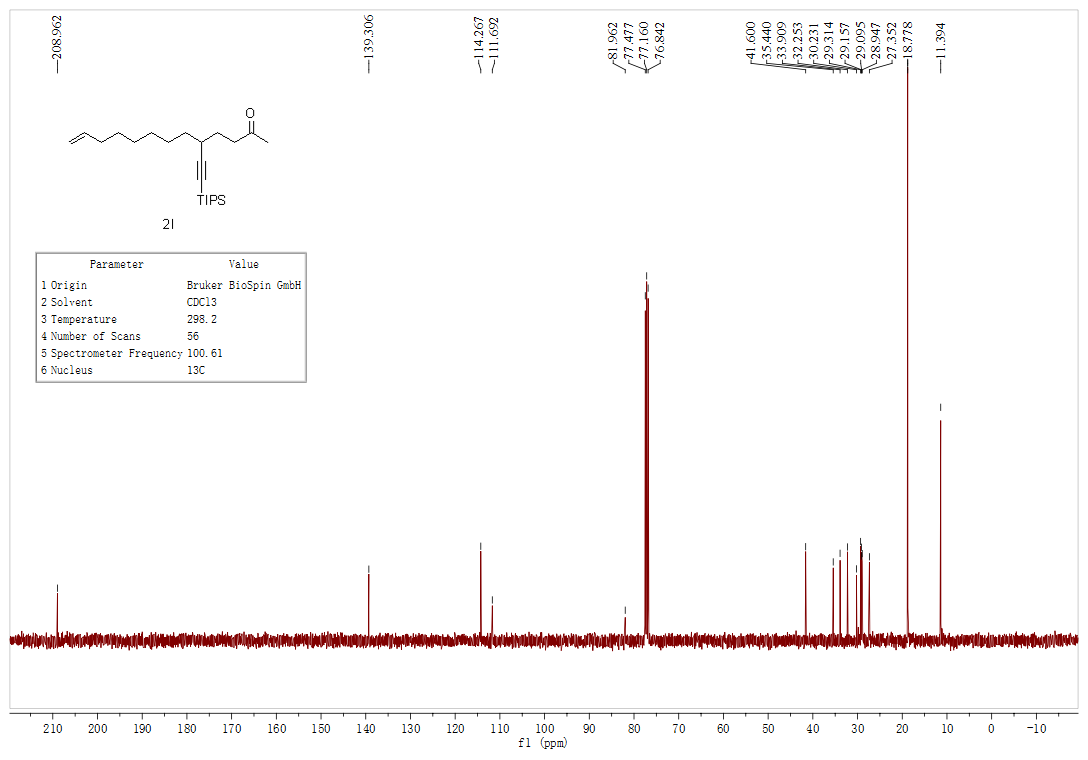 208.962
139.306
114.267
111.692
81.962
77.477
77.160
76.842
41.600
35.440
33.909
32.253
30.231
29.314
29.157
29.095
28.947
27.352
18.778
11.394
O
TIPS
2l
Parameter Value
1 Origin Bruker BioSpin GmbH
2 Solvent CDCl3
3 Temperature 298.2
4 Number of Scans 56
5 Spectrometer Frequency 100.61
6 Nucleus 13C
210 200 190 180 170 160 150 140 130 120 110 100 90 80 70 60 50 40 30 20 10 0 -10
f1 (ppm)